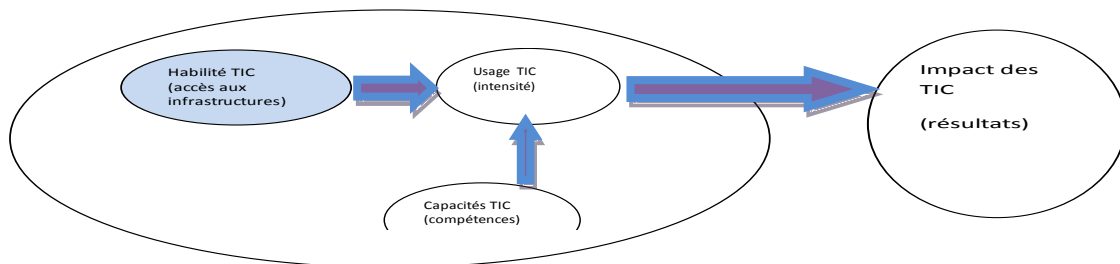 Habilité TIC
(accès aux
infrastructures)
Usage TIC
(intensité)
Capacités TIC
(compétences)
Impact des
TIC
(résultats)